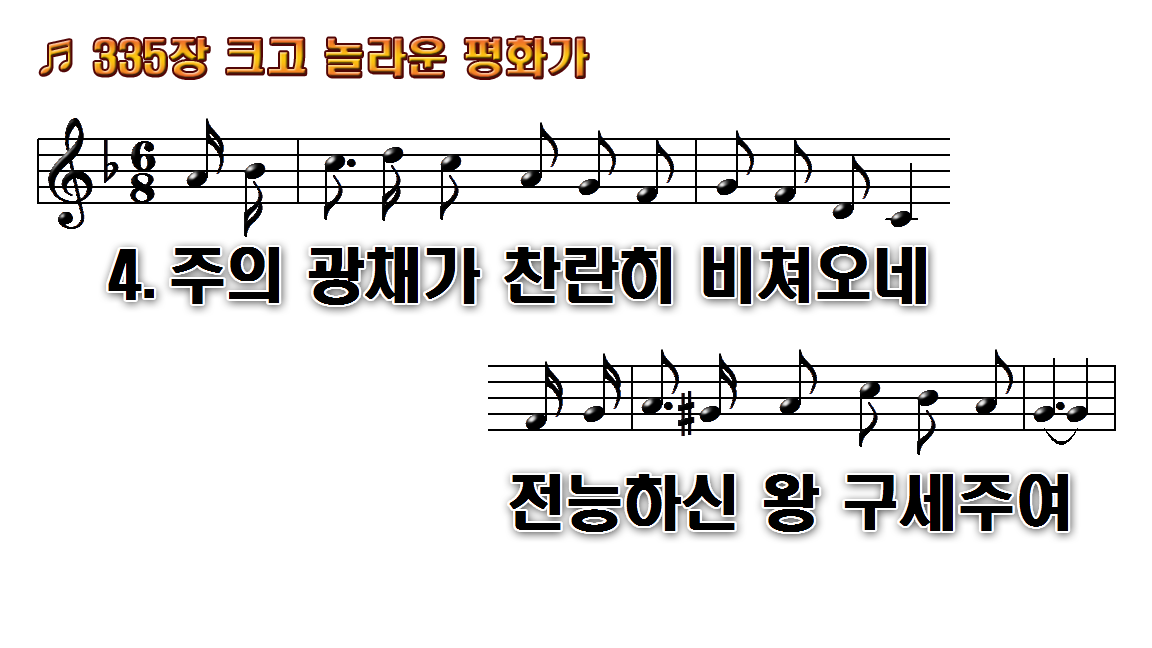 335장 크고 놀라운 평화가
4. 주의 광채가 찬란히 비쳐오네
전능하신 왕 구세주여